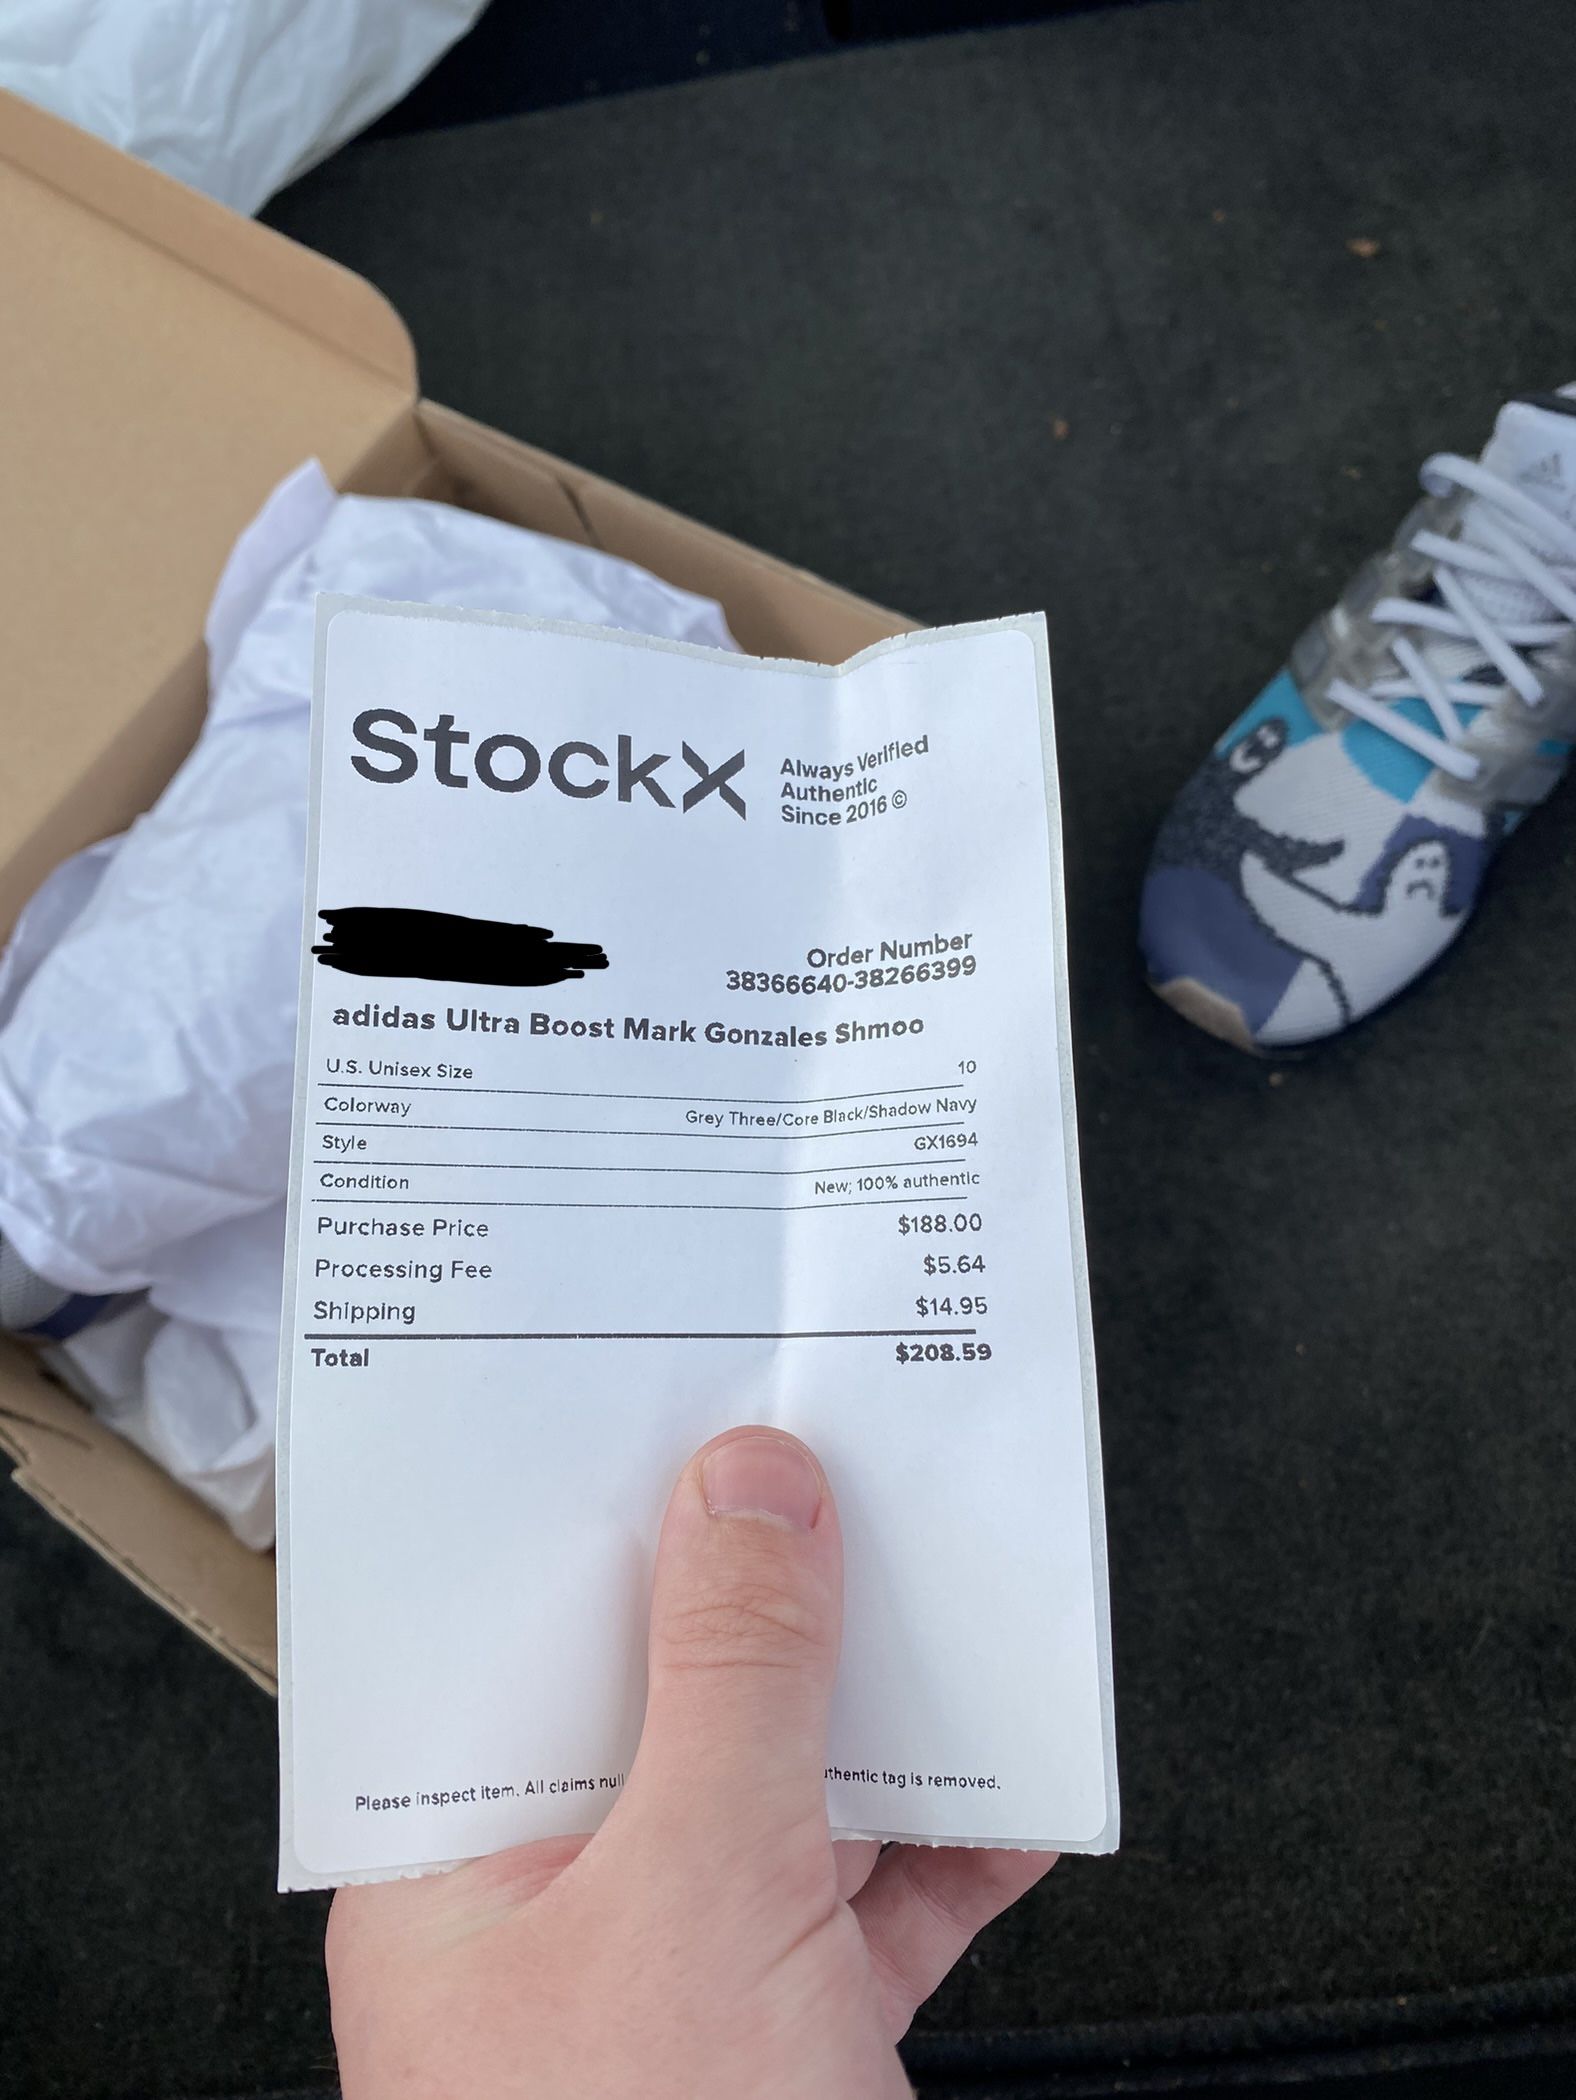 StockX
Always Verified
Authentic
Since 2016 ©
Order Number
38366640-38266399
adidas Ultra Boost Mark Gonzales Shmoo
U.S. Unisex Size 10
Colorway Grey Three/Core Black/Shadow Navy
Style GX1694
Condition New; 100% authentic
Purchase Price $188.00
Processing Fee $5.64
Shipping $14.95
Total $208.59
Please inspect item. All claims null thentic tag is removed.